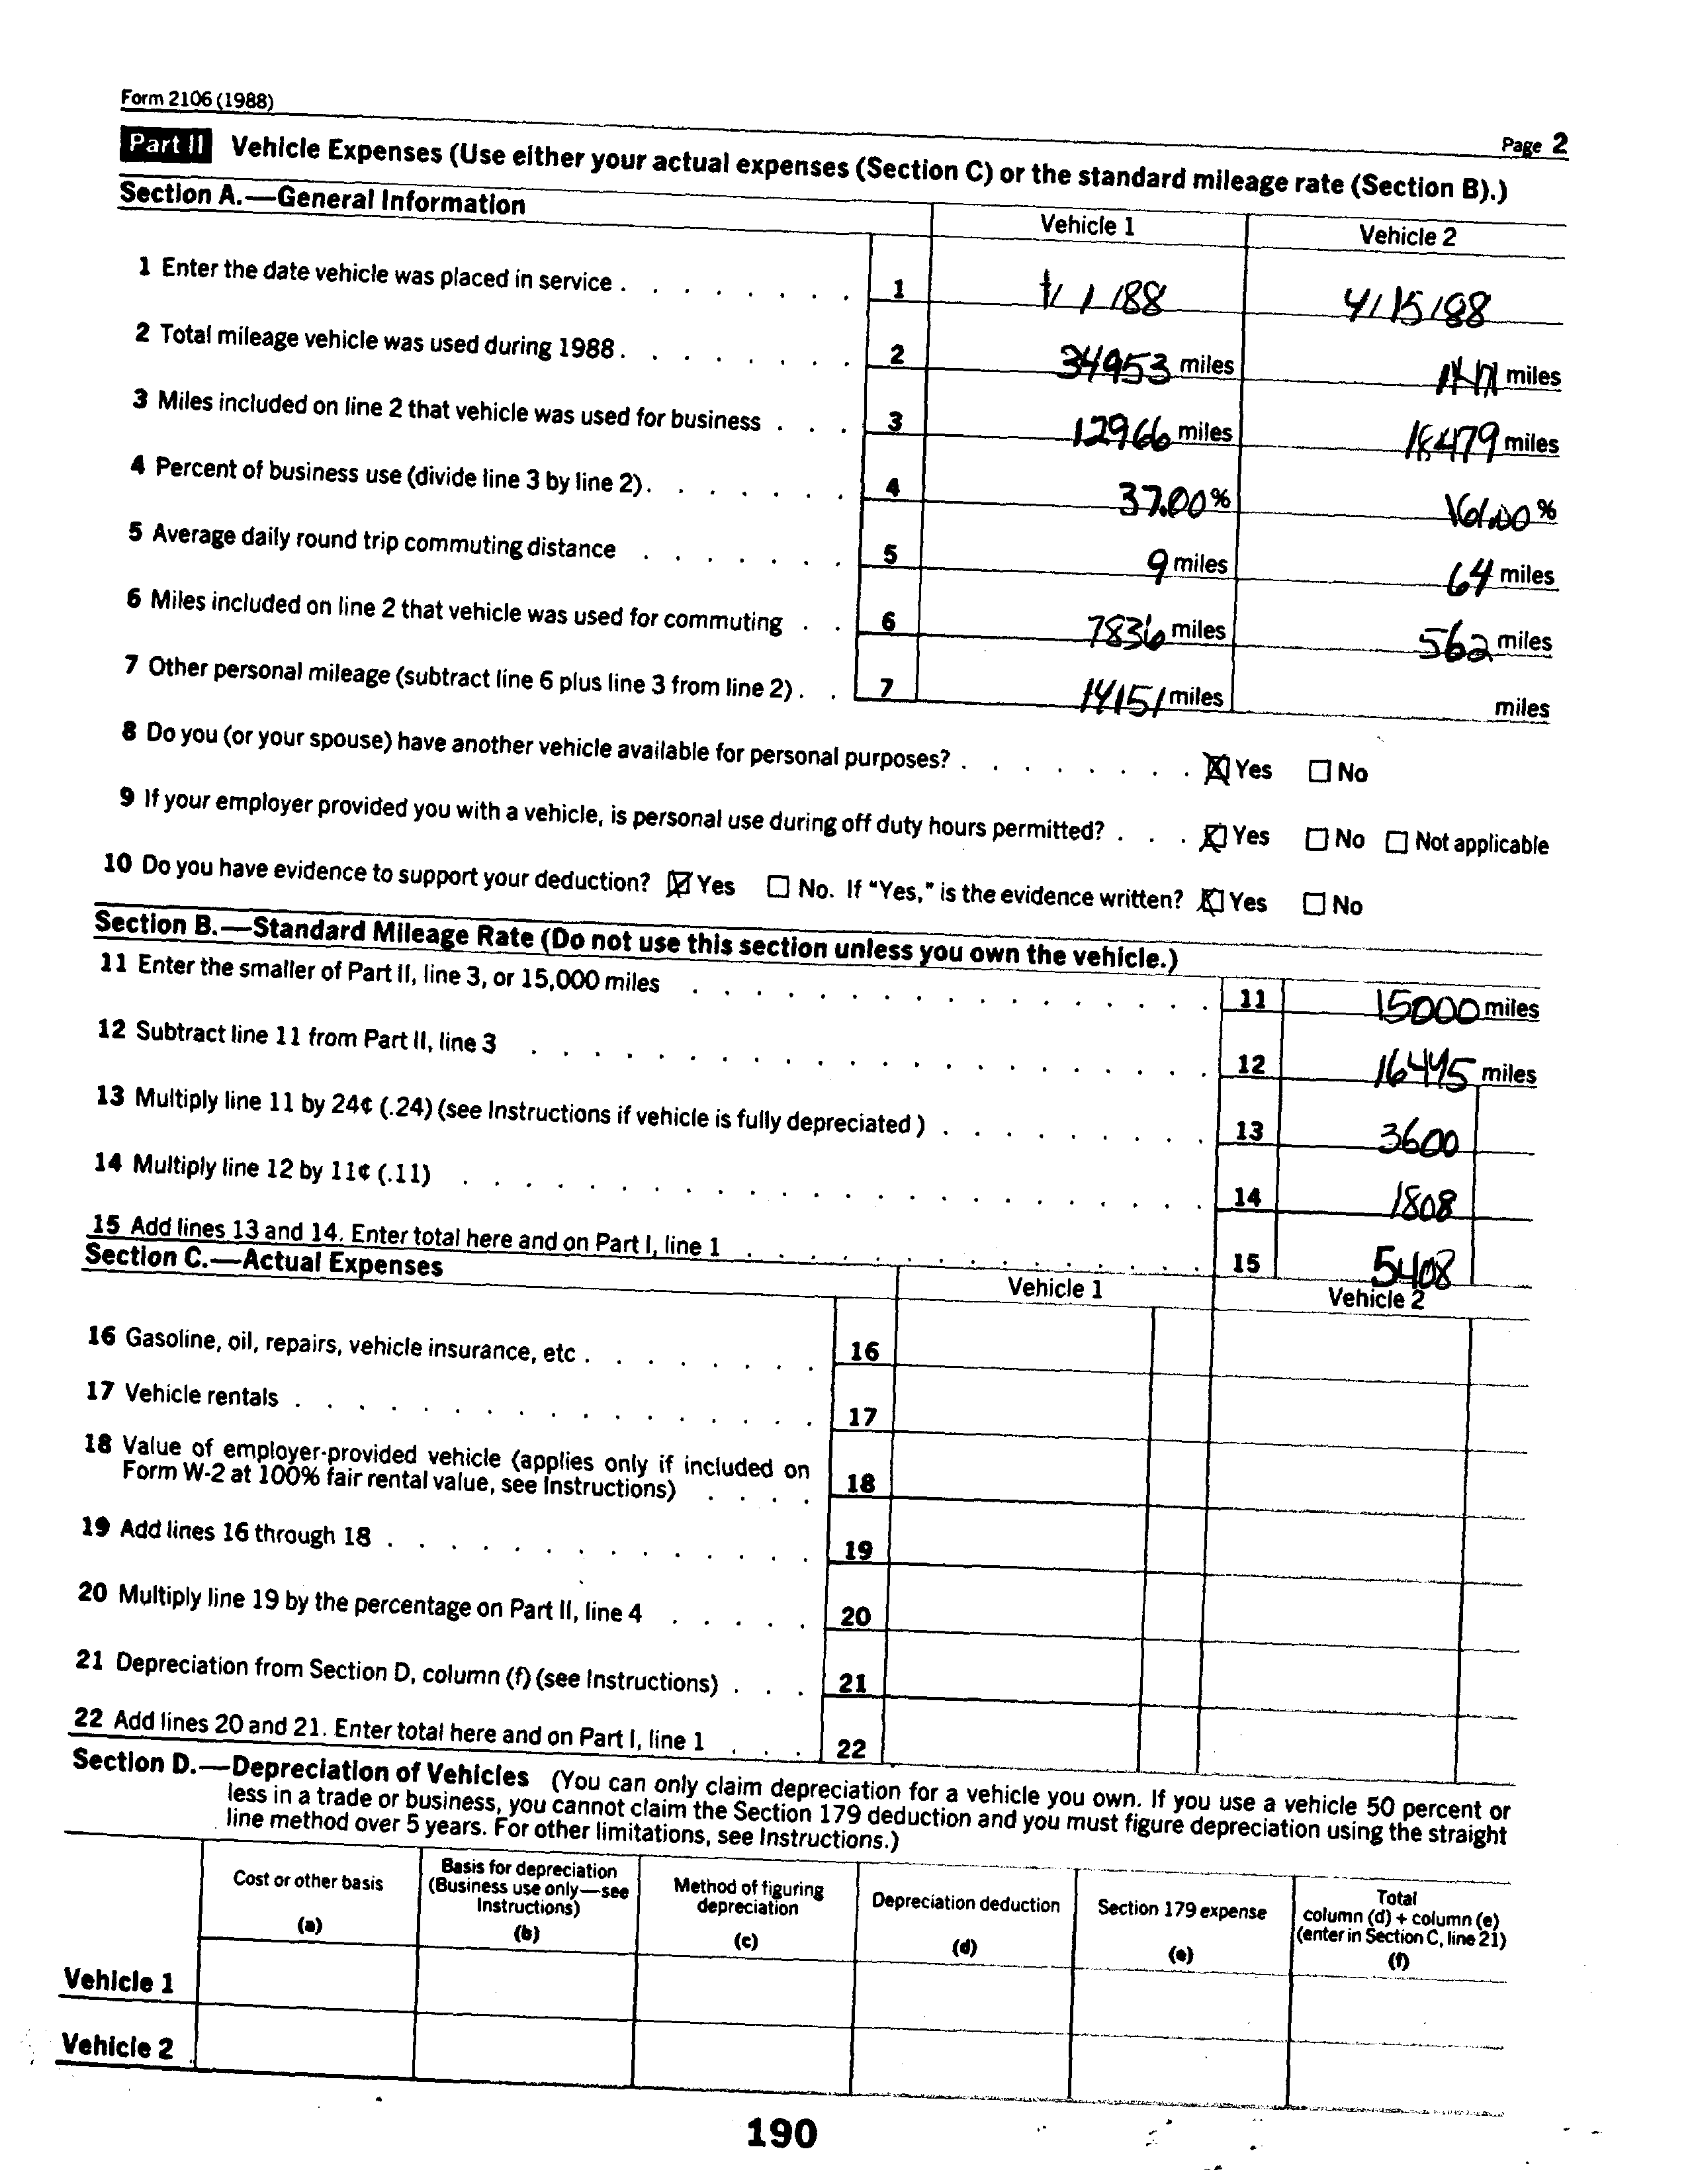 Form 2106 (1988)
Page 2
Part II Vehicle Expenses (Use either your actual expenses (Section C) or the standard mileage rate (Section B).)
Section A.—General Information
Vehicle 1 Vehicle 2
1 Enter the date vehicle was placed in service . 1 1/ 1 /88 4/15/88
2 Total mileage vehicle was used during 1988 . 2 34953 miles miles
3 Miles included on line 2 that vehicle was used for business . 3 12966 miles 18479 miles
4 Percent of business use (divide line 3 by line 2) . 4 37.00 % %
5 Average daily round trip commuting distance . 5 9 miles 64 miles
6 Miles included on line 2 that vehicle was used for commuting . 6 7836 miles 562 miles
7 Other personal mileage (subtract line 6 plus line 3 from line 2) . 7 14151 miles miles
8 Do you (or your spouse) have another vehicle available for personal purposes? . ☒ Yes ☐ No
9 If your employer provided you with a vehicle, is personal use during off duty hours permitted? . ☒ Yes ☐ No ☐ Not applicable
10 Do you have evidence to support your deduction? ☒ Yes ☐ No. If "Yes," is the evidence written? ☒ Yes ☐ No
Section B.—Standard Mileage Rate (Do not use this section unless you own the vehicle.)
11 Enter the smaller of Part II, line 3, or 15,000 miles . 11 15000 miles
12 Subtract line 11 from Part II, line 3 . 12 16445 miles
13 Multiply line 11 by 24¢ (.24) (see Instructions if vehicle is fully depreciated ) . 13 3600
14 Multiply line 12 by 11¢ (.11) . 14 1808
15 Add lines 13 and 14. Enter total here and on Part I, line 1 . 15 5408
Section C.—Actual Expenses
Vehicle 1 Vehicle 2
16 Gasoline, oil, repairs, vehicle insurance, etc . 16
17 Vehicle rentals . 17
18 Value of employer-provided vehicle (applies only if included on
Form W-2 at 100% fair rental value, see Instructions) . 18
19 Add lines 16 through 18 . 19
20 Multiply line 19 by the percentage on Part II, line 4 . 20
21 Depreciation from Section D, column (f) (see Instructions) . 21
22 Add lines 20 and 21. Enter total here and on Part I, line 1 . 22
Section D.—Depreciation of Vehicles (You can only claim depreciation for a vehicle you own. If you use a vehicle 50 percent or
less in a trade or business, you cannot claim the Section 179 deduction and you must figure depreciation using the straight
line method over 5 years. For other limitations, see Instructions.)
Cost or other basis
(a)
Basis for depreciation
(Business use only—see
Instructions)
(b)
Method of figuring
depreciation
(c)
Depreciation deduction
(d)
Section 179 expense
(e)
Total
column (d) + column (e)
(enter in Section C, line 21)
(f)
Vehicle 1
Vehicle 2
190